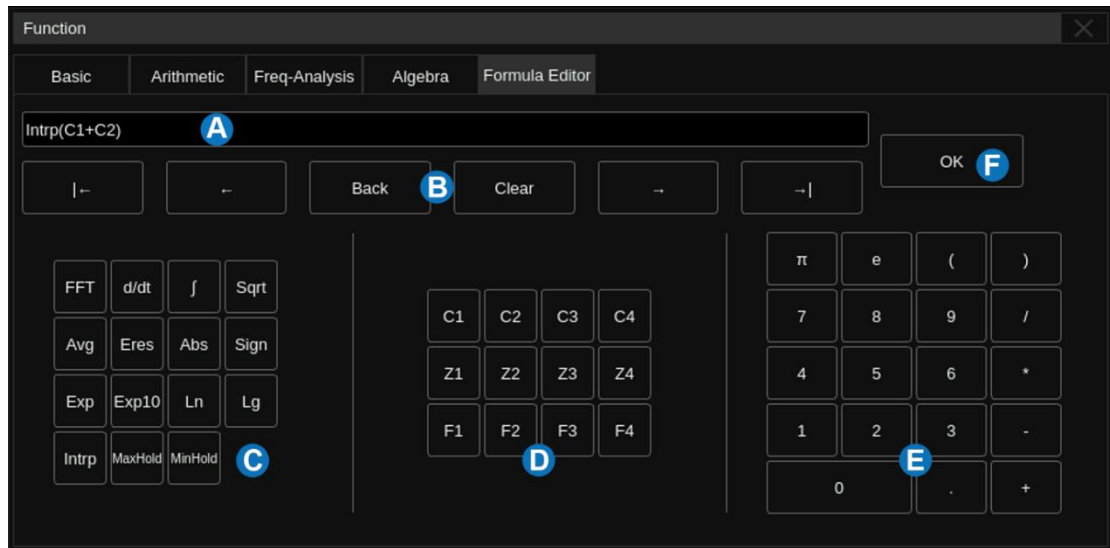 Function
Basic Arithmetic Freq-Analysis Algebra Formula Editor
Intrp(C1+C2) A
OK F
|← ← Back B Clear → →|
FFT d/dt ∫ Sqrt
Avg Eres Abs Sign
Exp Exp10 Ln Lg
Intrp MaxHold MinHold C
C1 C2 C3 C4
Z1 Z2 Z3 Z4
F1 F2 F3 F4
D
π e ( )
7 8 9 /
4 5 6 *
1 2 3 -
E
0 . +